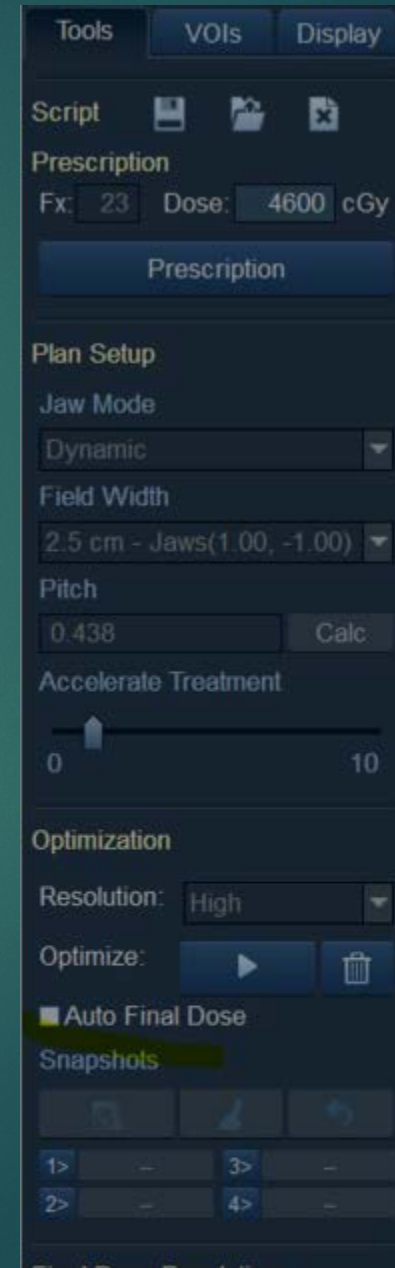 Tools VOIs Display
Script
Prescription
Fx: 23 Dose: 4600 cGy
Prescription
Plan Setup
Jaw Mode
Dynamic
Field Width
2.5 cm - Jaws(1.00, -1.00)
Pitch
0.438 Calc
Accelerate Treatment
0 10
Optimization
Resolution: High
Optimize:
Auto Final Dose
Snapshots
1> -- 3> --
2> -- 4> --